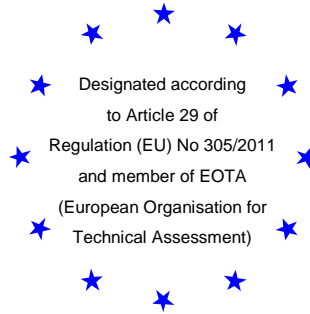 Designated according
to Article 29 of
Regulation (EU) No 305/2011
and member of EOTA
(European Organisation for
Technical Assessment)